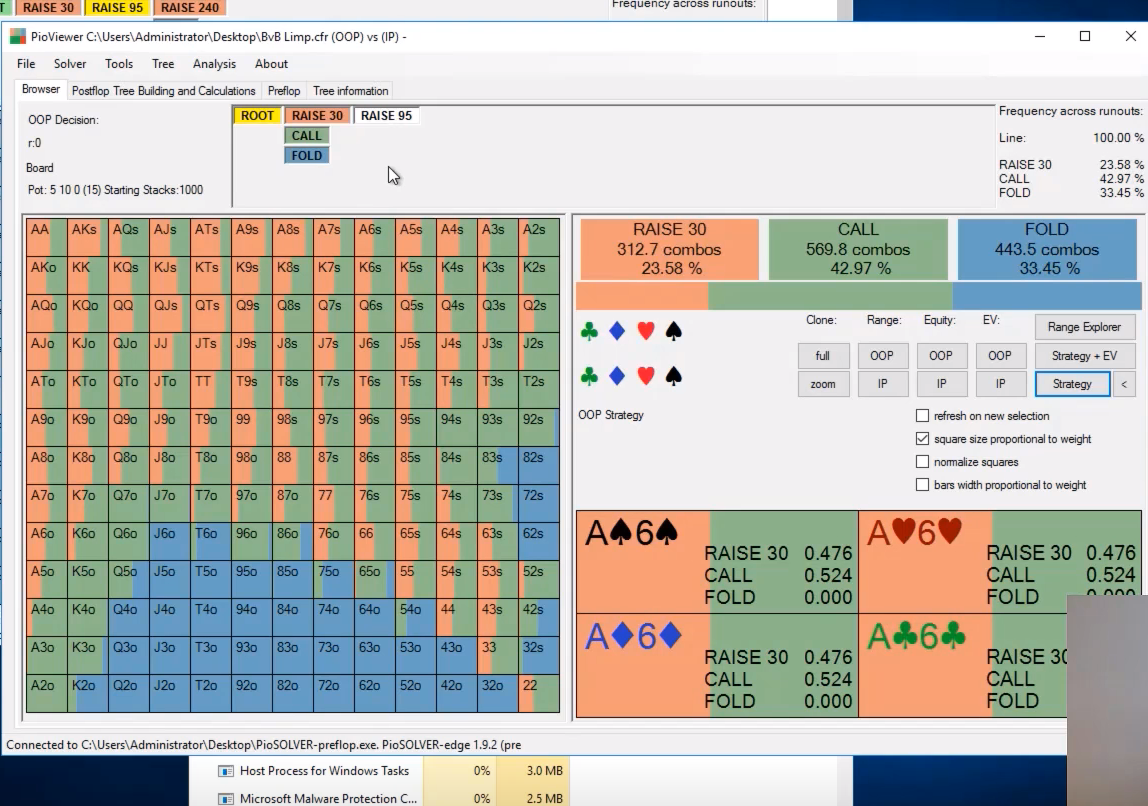 T RAISE 30 RAISE 95 RAISE 240
Frequency across runouts:
PioViewer C:\Users\Administrator\Desktop\BvB Limp.cfr (OOP) vs (IP) -
File Solver Tools Tree Analysis About
Browser Postflop Tree Building and Calculations Preflop Tree information
OOP Decision:
r:0
Board
Pot: 5 10 0 (15) Starting Stacks:1000
ROOT RAISE 30 RAISE 95
CALL
FOLD
Frequency across runouts:
Line: 100.00 %
RAISE 30 23.58 %
CALL 42.97 %
FOLD 33.45 %
AA AKs AQs AJs ATs A9s A8s A7s A6s A5s A4s A3s A2s
AKo KK KQs KJs KTs K9s K8s K7s K6s K5s K4s K3s K2s
AQo KQo QQ QJs QTs Q9s Q8s Q7s Q6s Q5s Q4s Q3s Q2s
AJo KJo QJo JJ JTs J9s J8s J7s J6s J5s J4s J3s J2s
ATo KTo QTo JTo TT T9s T8s T7s T6s T5s T4s T3s T2s
A9o K9o Q9o J9o T9o 99 98s 97s 96s 95s 94s 93s 92s
A8o K8o Q8o J8o T8o 98o 88 87s 86s 85s 84s 83s 82s
A7o K7o Q7o J7o T7o 97o 87o 77 76s 75s 74s 73s 72s
A6o K6o Q6o J6o T6o 96o 86o 76o 66 65s 64s 63s 62s
A5o K5o Q5o J5o T5o 95o 85o 75o 65o 55 54s 53s 52s
A4o K4o Q4o J4o T4o 94o 84o 74o 64o 54o 44 43s 42s
A3o K3o Q3o J3o T3o 93o 83o 73o 63o 53o 43o 33 32s
A2o K2o Q2o J2o T2o 92o 82o 72o 62o 52o 42o 32o 22
RAISE 30 CALL FOLD
312.7 combos 569.8 combos 443.5 combos
23.58 % 42.97 % 33.45 %
Clone: Range: Equity: EV:
Range Explorer
full OOP OOP OOP Strategy + EV
zoom IP IP IP Strategy <
OOP Strategy
refresh on new selection
square size proportional to weight
normalize squares
bars width proportional to weight
A♠6♠
RAISE 30 0.476
CALL 0.524
FOLD 0.000
A♥6♥
RAISE 30 0.476
CALL 0.524
FOLD 0.000
A♦6♦
RAISE 30 0.476
CALL 0.524
FOLD 0.000
A♣6♣
RAISE 30
CALL
FOLD
Connected to C:\Users\Administrator\Desktop\PioSOLVER-preflop.exe. PioSOLVER-edge 1.9.2 (pre
Host Process for Windows Tasks 0% 3.0 MB
Microsoft Malware Protection C... 0% 2.5 MB